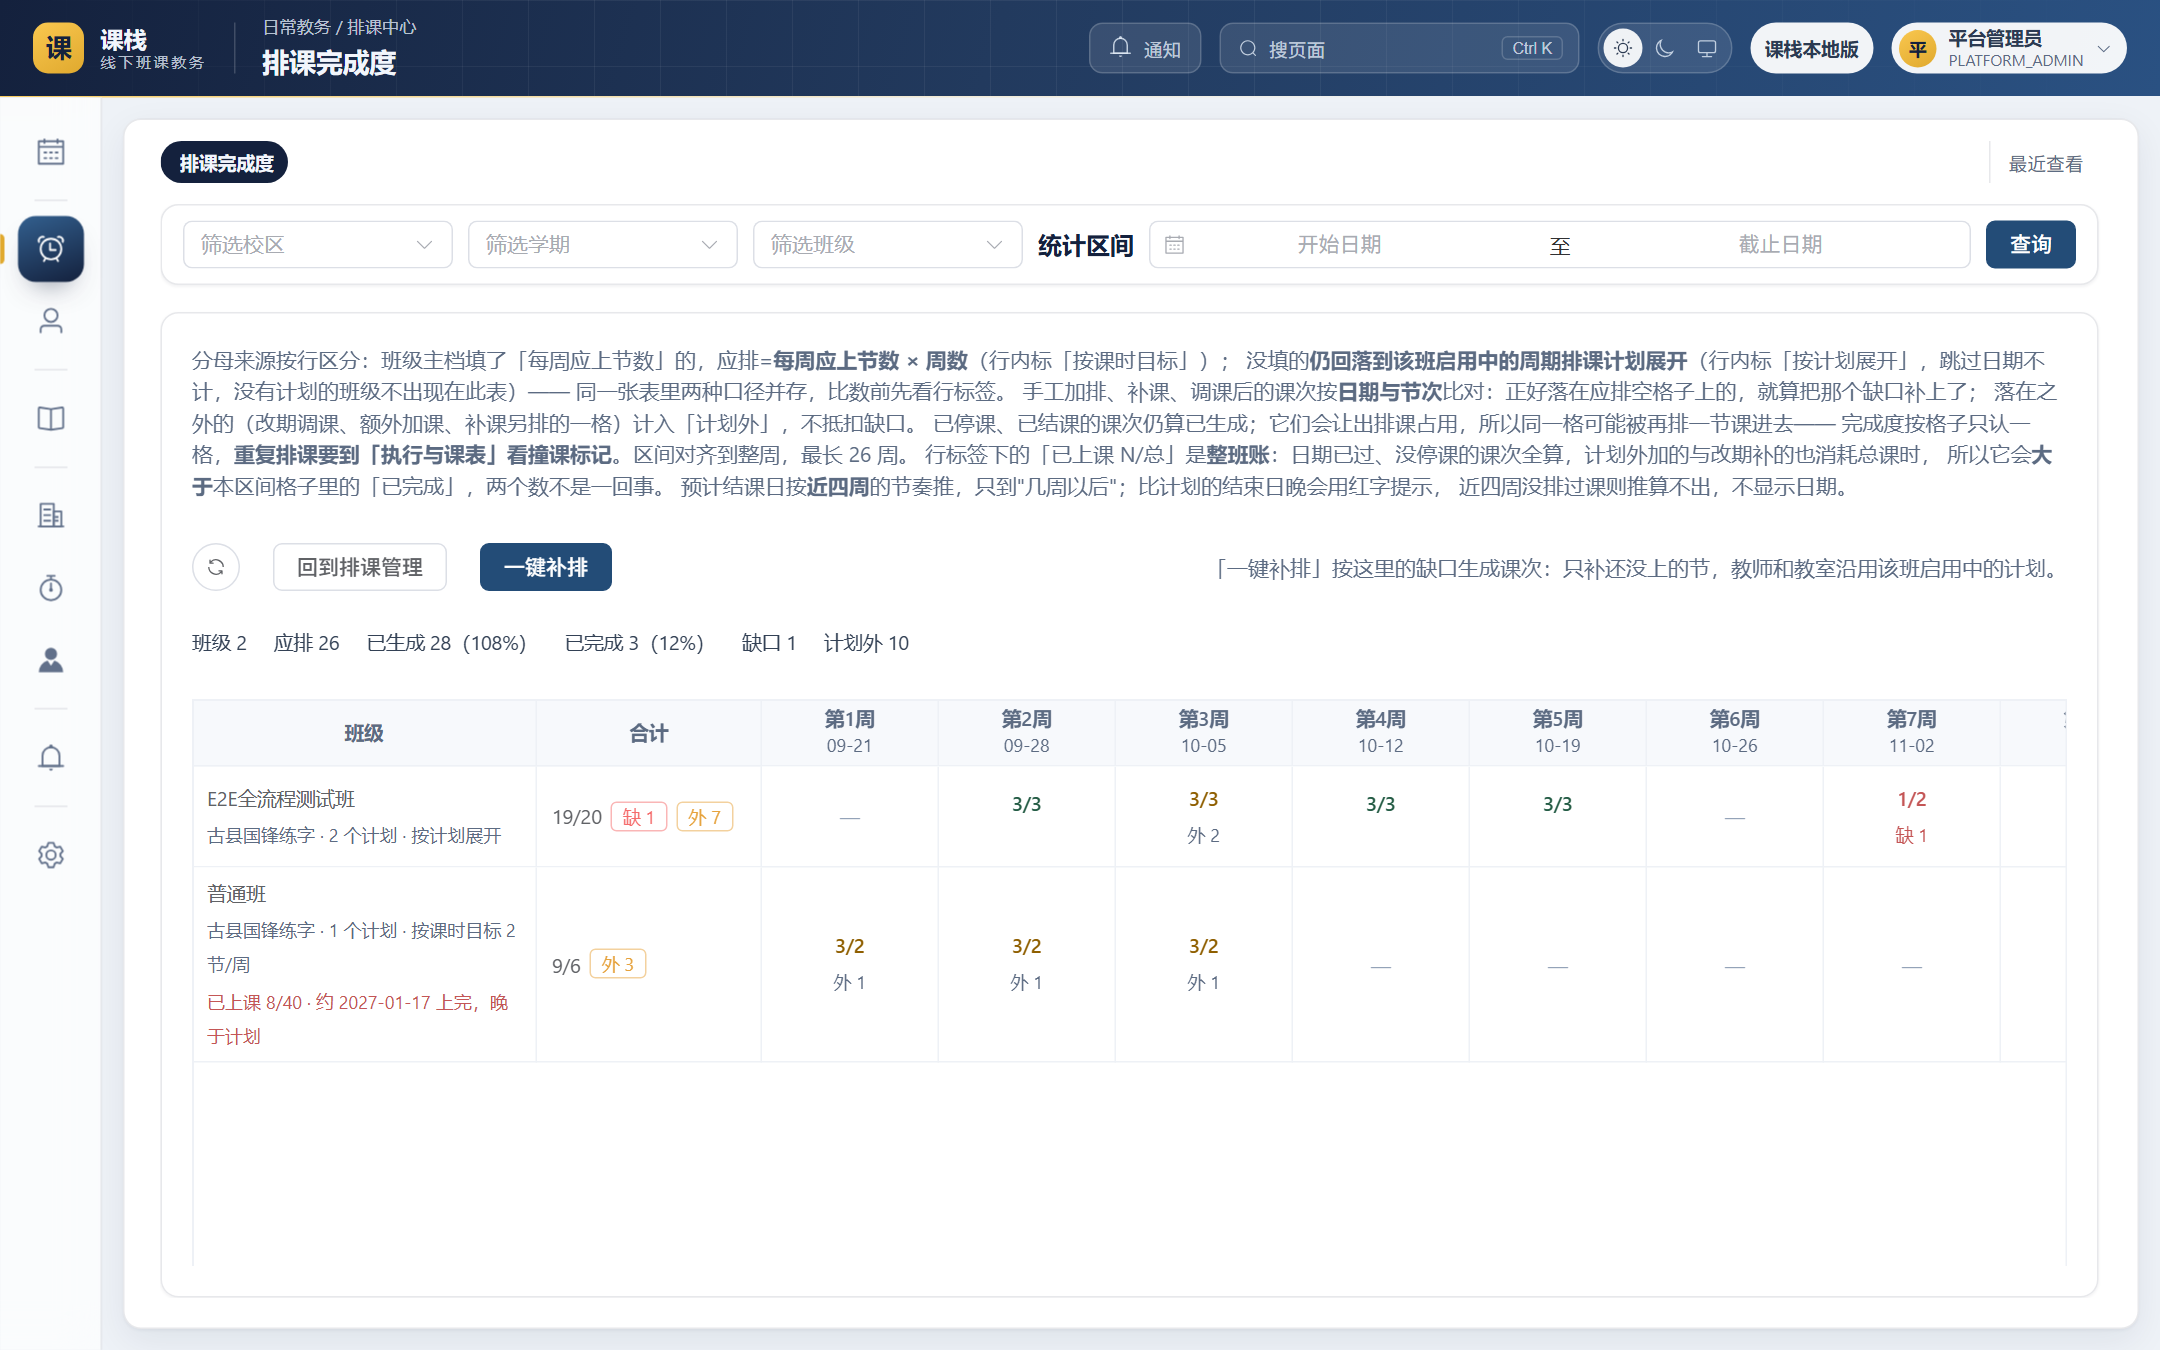 课
课栈
线下班课教务
日常教务 / 排课中心
排课完成度
通知
搜页面
Ctrl K
课栈本地版
平
平台管理员
PLATFORM_ADMIN
排课完成度
最近查看
筛选校区
筛选学期
筛选班级
统计区间
开始日期
至
截止日期
查询
分母来源按行区分：班级主档填了「每周应上节数」的，应排=每周应上节数 × 周数（行内标「按课时目标」）； 没填的仍回落到该班启用中的周期排课计划展开（行内标「按计划展开」，跳过日期不
计，没有计划的班级不出现在此表）—— 同一张表里两种口径并存，比数前先看行标签。 手工加排、补课、调课后的课次按日期与节次比对：正好落在应排空格子上的，就算把那个缺口补上了； 落在之
外的（改期调课、额外加课、补课另排的一格）计入「计划外」，不抵扣缺口。 已停课、已结课的课次仍算已生成；它们会让出排课占用，所以同一格可能被再排一节课进去—— 完成度按格子只认一
格，重复排课要到「执行与课表」看撞课标记。区间对齐到整周，最长 26 周。 行标签下的「已上课 N/总」是整班账：日期已过、没停课的课次全算，计划外加的与改期补的也消耗总课时， 所以它会大
于本区间格子里的「已完成」，两个数不是一回事。 预计结课日按近四周的节奏推，只到"几周以后"；比计划的结束日晚会用红字提示， 近四周没排过课则推算不出，不显示日期。
回到排课管理
一键补排
「一键补排」按这里的缺口生成课次：只补还没上的节，教师和教室沿用该班启用中的计划。
班级 2 应排 26 已生成 28（108%） 已完成 3（12%） 缺口 1 计划外 10
班级
合计
第1周
09-21
第2周
09-28
第3周
10-05
第4周
10-12
第5周
10-19
第6周
10-26
第7周
11-02
E2E全流程测试班
古县国锋练字 · 2 个计划 · 按计划展开
19/20 缺 1 外 7
—
3/3
3/3
外 2
3/3
3/3
—
1/2
缺 1
普通班
古县国锋练字 · 1 个计划 · 按课时目标 2
节/周
已上课 8/40 · 约 2027-01-17 上完，晚
于计划
9/6 外 3
3/2
外 1
3/2
外 1
3/2
外 1
—
—
—
—